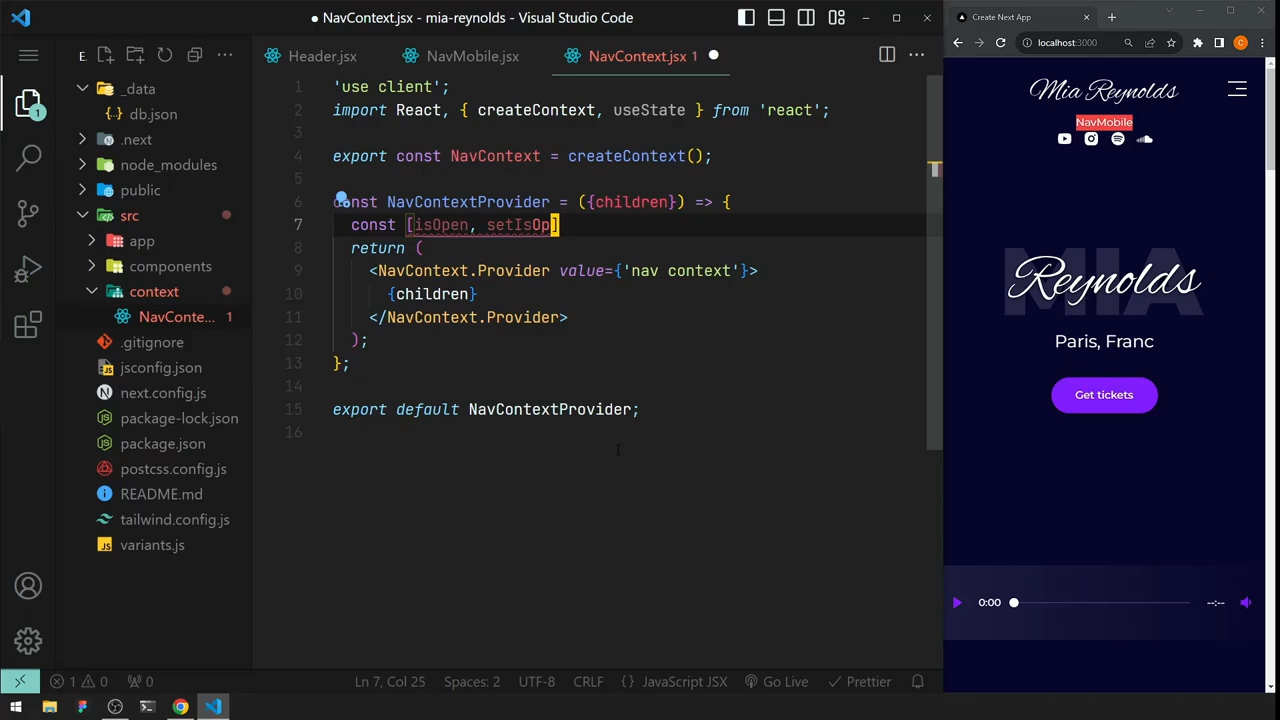 NavContext.jsx - mia-reynolds - Visual Studio Code
E.
Header.jsx
NavMobile.jsx
NavContext.jsx 1
_data
db.json
.next
node_modules
public
src
app
components
context
NavConte... 1
.gitignore
jsconfig.json
next.config.js
package-lock.json
package.json
postcss.config.js
README.md
tailwind.config.js
variants.js
1
1 'use client';
2 import React, { createContext, useState } from 'react';
3
4 export const NavContext = createContext();
5
6 const NavContextProvider = ({children}) => {
7 const [isOpen, setIsOp]
8 return (
9 <NavContext.Provider value={'nav context'}>
10 {children}
11 </NavContext.Provider>
12 );
13 };
14
15 export default NavContextProvider;
16
1 0 0
Ln 7, Col 25
Spaces: 2
UTF-8
CRLF
{} JavaScript JSX
Go Live
Prettier
Create Next App
localhost:3000
C
Mia Reynolds
NavMobile
MIA
Reynolds
Paris, Franc
Get tickets
0:00
--:--